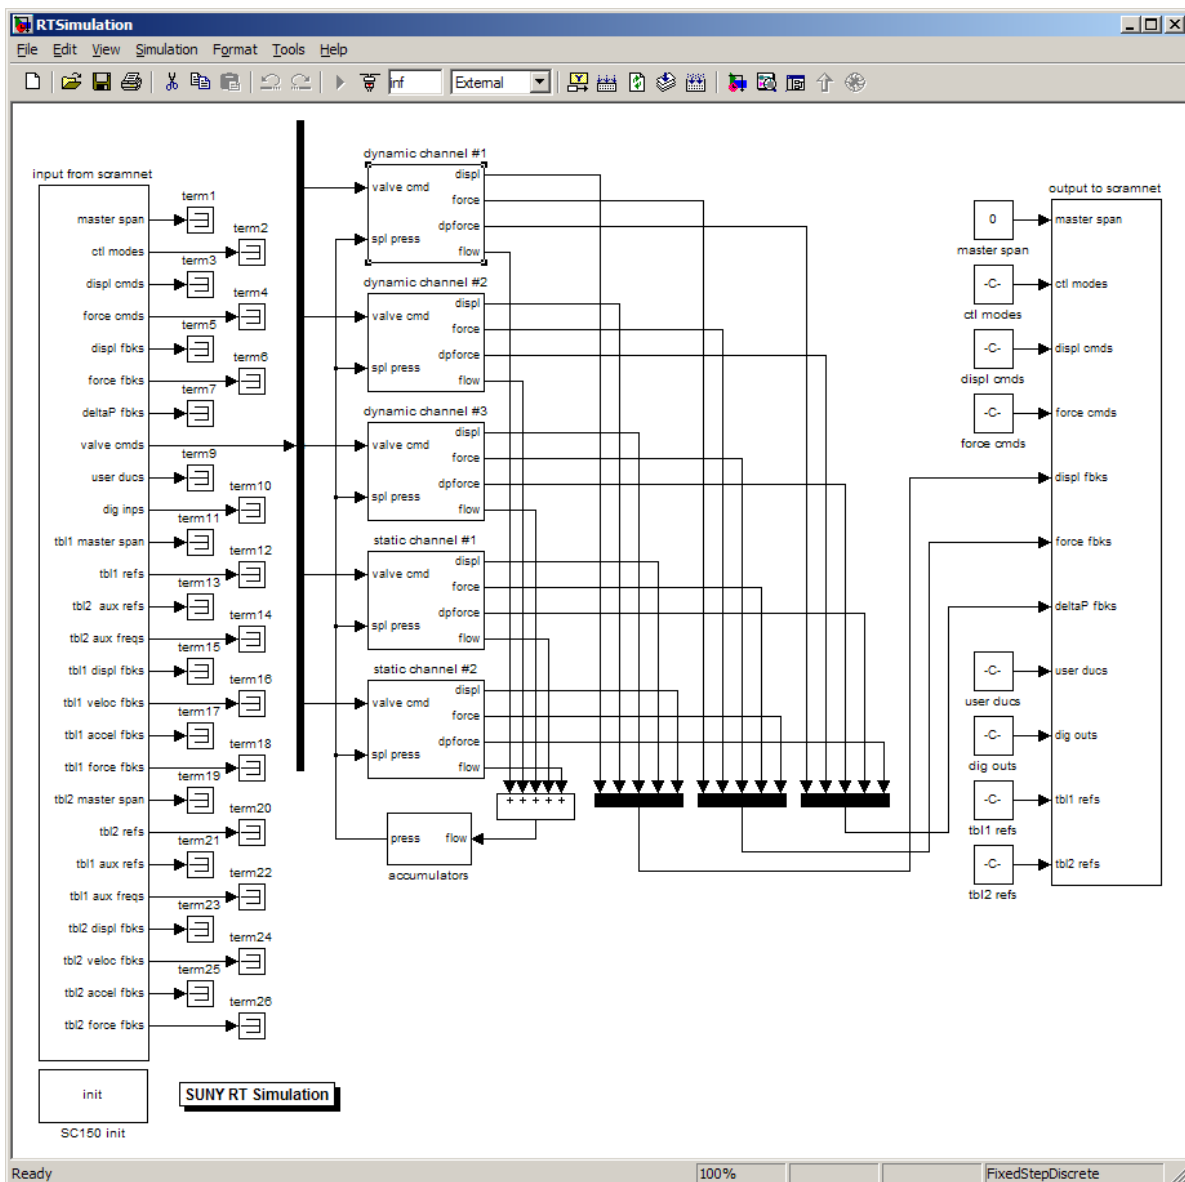 RTSimulation
File Edit View Simulation Format Tools Help
inf External
input from scramnet
master span
ctl modes
displ cmds
force cmds
displ fbks
force fbks
deltaP fbks
valve cmds
user ducs
dig inps
tbl1 master span
tbl1 refs
tbl2 aux refs
tbl2 aux freqs
tbl1 displ fbks
tbl1 veloc fbks
tbl1 accel fbks
tbl1 force fbks
tbl2 master span
tbl2 refs
tbl1 aux refs
tbl1 aux freqs
tbl2 displ fbks
tbl2 veloc fbks
tbl2 accel fbks
tbl2 force fbks
term1
term2
term3
term4
term5
term6
term7
term9
term10
term11
term12
term13
term14
term15
term16
term17
term18
term19
term20
term21
term22
term23
term24
term25
term26
init
SC150 init
SUNY RT Simulation
dynamic channel #1
valve cmd
spl press
displ
force
dpforce
flow
dynamic channel #2
valve cmd
spl press
displ
force
dpforce
flow
dynamic channel #3
valve cmd
spl press
displ
force
dpforce
flow
static channel #1
valve cmd
spl press
displ
force
dpforce
flow
static channel #2
valve cmd
spl press
displ
force
dpforce
flow
+ + + + +
press flow
accumulators
0
master span
-C-
ctl modes
-C-
displ cmds
-C-
force cmds
-C-
user ducs
-C-
dig outs
-C-
tbl1 refs
-C-
tbl2 refs
output to scramnet
master span
ctl modes
displ cmds
force cmds
displ fbks
force fbks
deltaP fbks
user ducs
dig outs
tbl1 refs
tbl2 refs
Ready 100% FixedStepDiscrete